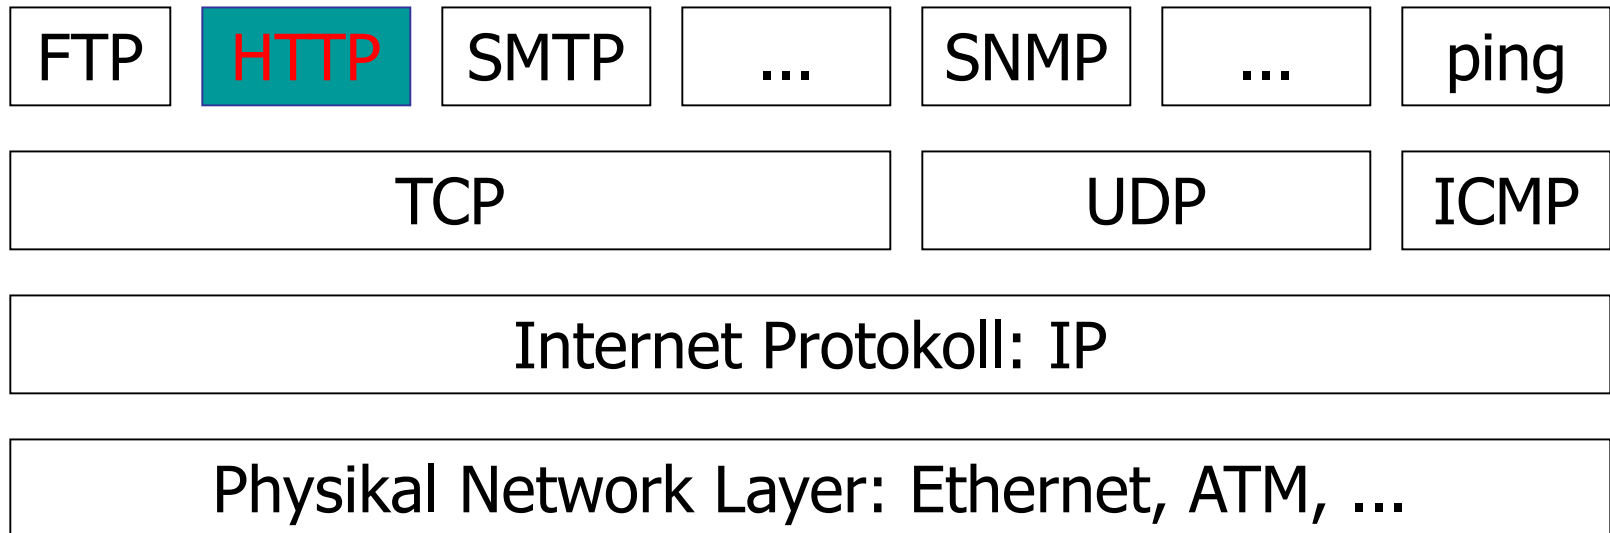 FTP HTTP SMTP ... SNMP ... ping
TCP UDP ICMP
Internet Protokoll: IP
Physikal Network Layer: Ethernet, ATM, ...